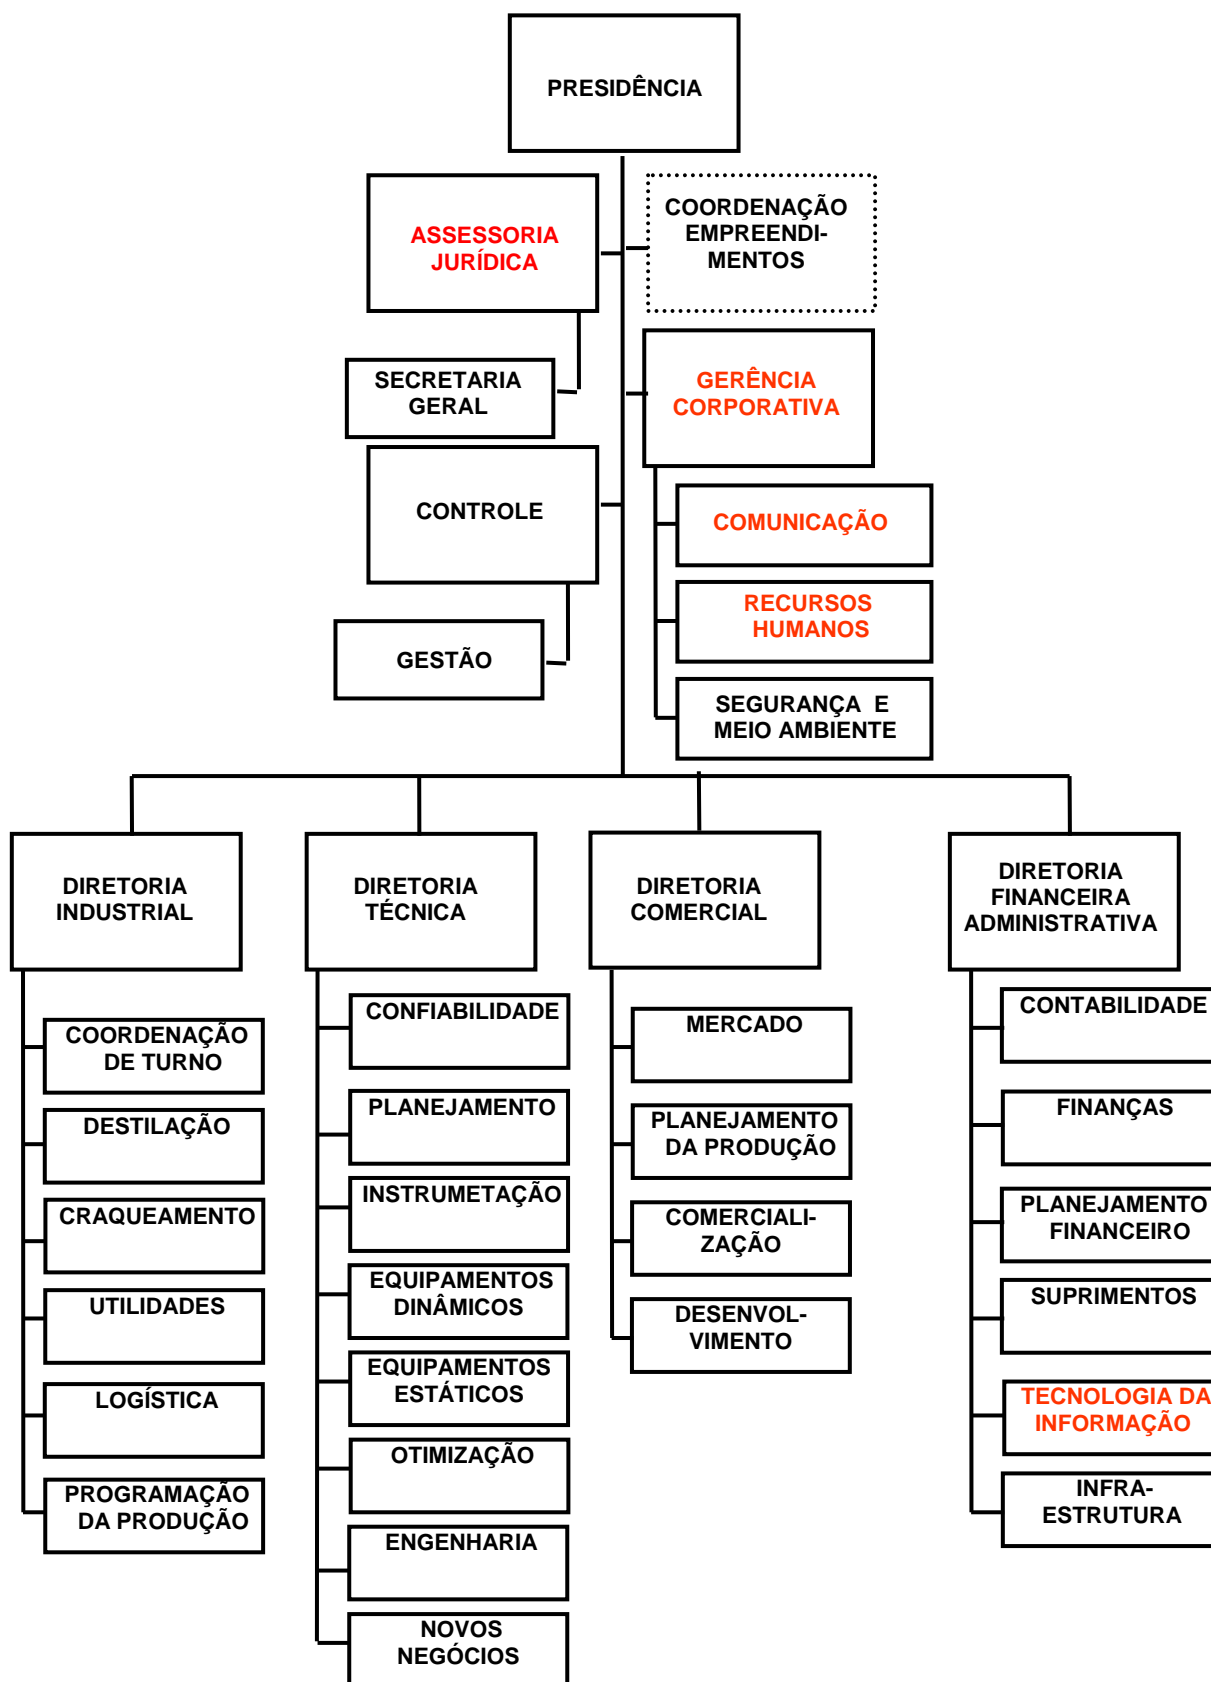 PRESIDÊNCIA
ASSESSORIA
JURÍDICA
COORDENAÇÃO
EMPREENDI-
MENTOS
SECRETARIA
GERAL
GERÊNCIA
CORPORATIVA
CONTROLE
COMUNICAÇÃO
RECURSOS
HUMANOS
GESTÃO
SEGURANÇA E
MEIO AMBIENTE
DIRETORIA
INDUSTRIAL
COORDENAÇÃO
DE TURNO
DESTILAÇÃO
CRAQUEAMENTO
UTILIDADES
LOGÍSTICA
PROGRAMAÇÃO
DA PRODUÇÃO
DIRETORIA
TÉCNICA
CONFIABILIDADE
PLANEJAMENTO
INSTRUMETAÇÃO
EQUIPAMENTOS
DINÂMICOS
EQUIPAMENTOS
ESTÁTICOS
OTIMIZAÇÃO
ENGENHARIA
NOVOS
NEGÓCIOS
DIRETORIA
COMERCIAL
MERCADO
PLANEJAMENTO
DA PRODUÇÃO
COMERCIALI-
ZAÇÃO
DESENVOL-
VIMENTO
DIRETORIA
FINANCEIRA
ADMINISTRATIVA
CONTABILIDADE
FINANÇAS
PLANEJAMENTO
FINANCEIRO
SUPRIMENTOS
TECNOLOGIA DA
INFORMAÇÃO
INFRA-
ESTRUTURA